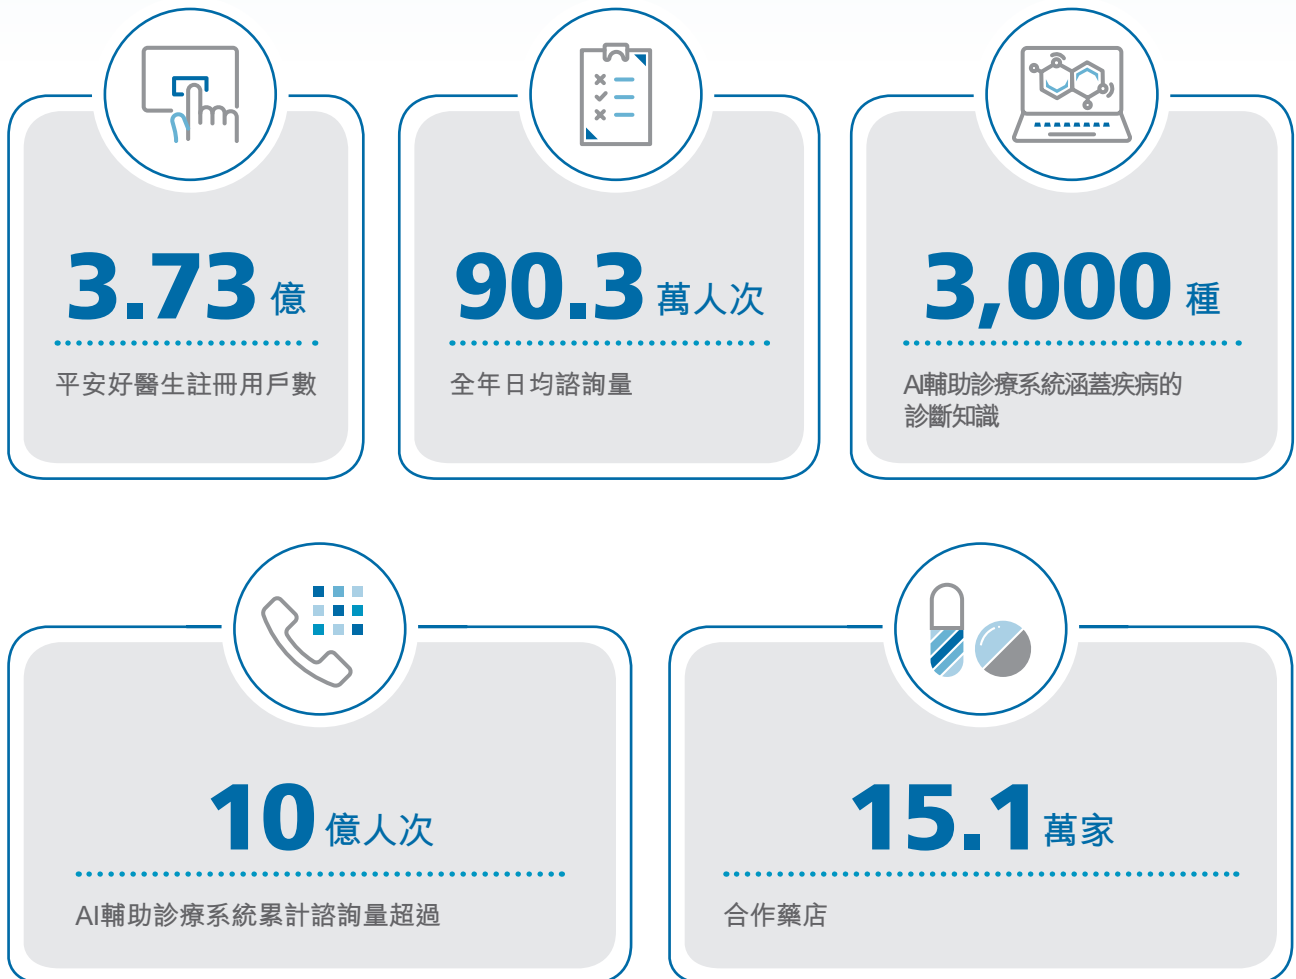 3.73 億
平安好醫生註冊用戶數
90.3 萬人次
全年日均諮詢量
3,000 種
AI輔助診療系統涵蓋疾病的
診斷知識
10 億人次
AI輔助診療系統累計諮詢量超過
15.1 萬家
合作藥店